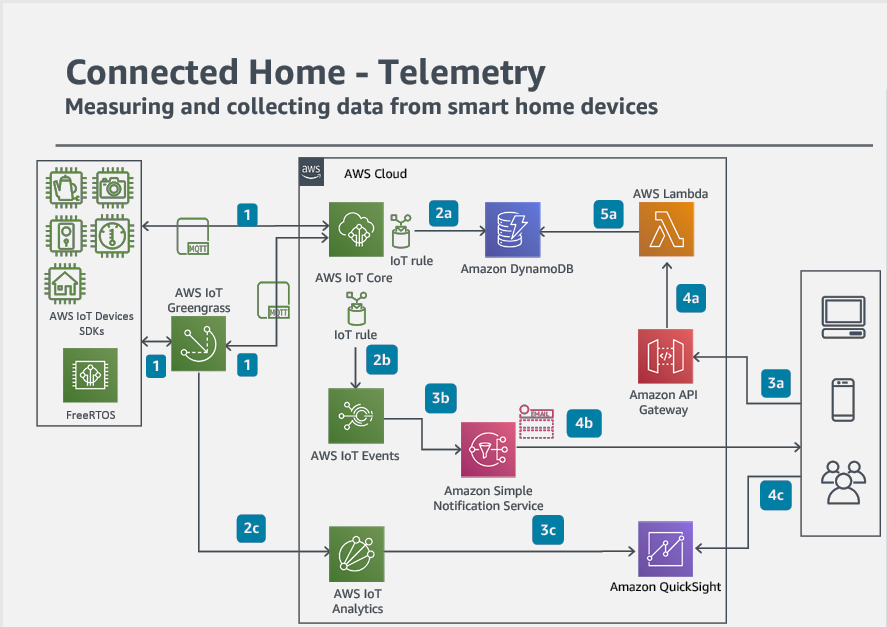 Connected Home - Telemetry
Measuring and collecting data from smart home devices
aws
AWS Cloud
AWS Lambda
1
2a
5a
MQTT
IoT rule
Amazon DynamoDB
AWS IoT Core
AWS IoT
Greengrass
MQTT
4a
AWS IoT Devices
SDKs
IoT rule
1
1
2b
3a
Amazon API
Gateway
FreeRTOS
3b
EMAIL
4b
AWS IoT Events
Amazon Simple
Notification Service
4c
2c
3c
AWS IoT
Analytics
Amazon QuickSight